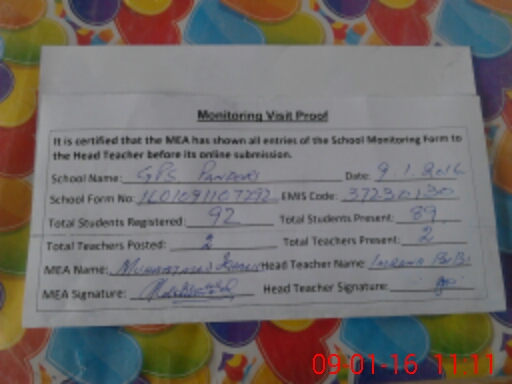 Monitoring Visit Proof
It is certified that the MEA has shown all entries of the School Monitoring Form to
the Head Teacher before its online submission.
School Name: GPS Date: 9.1.2016
School Form No: EMIS Code: 37230130
Total Students Registered: 92 Total Students Present: 89
Total Teachers Posted: 2 Total Teachers Present: 2
MEA Name: Muhammad Head Teacher Name: Imrana
MEA Signature: Head Teacher Signature:
09-01-16 11:11